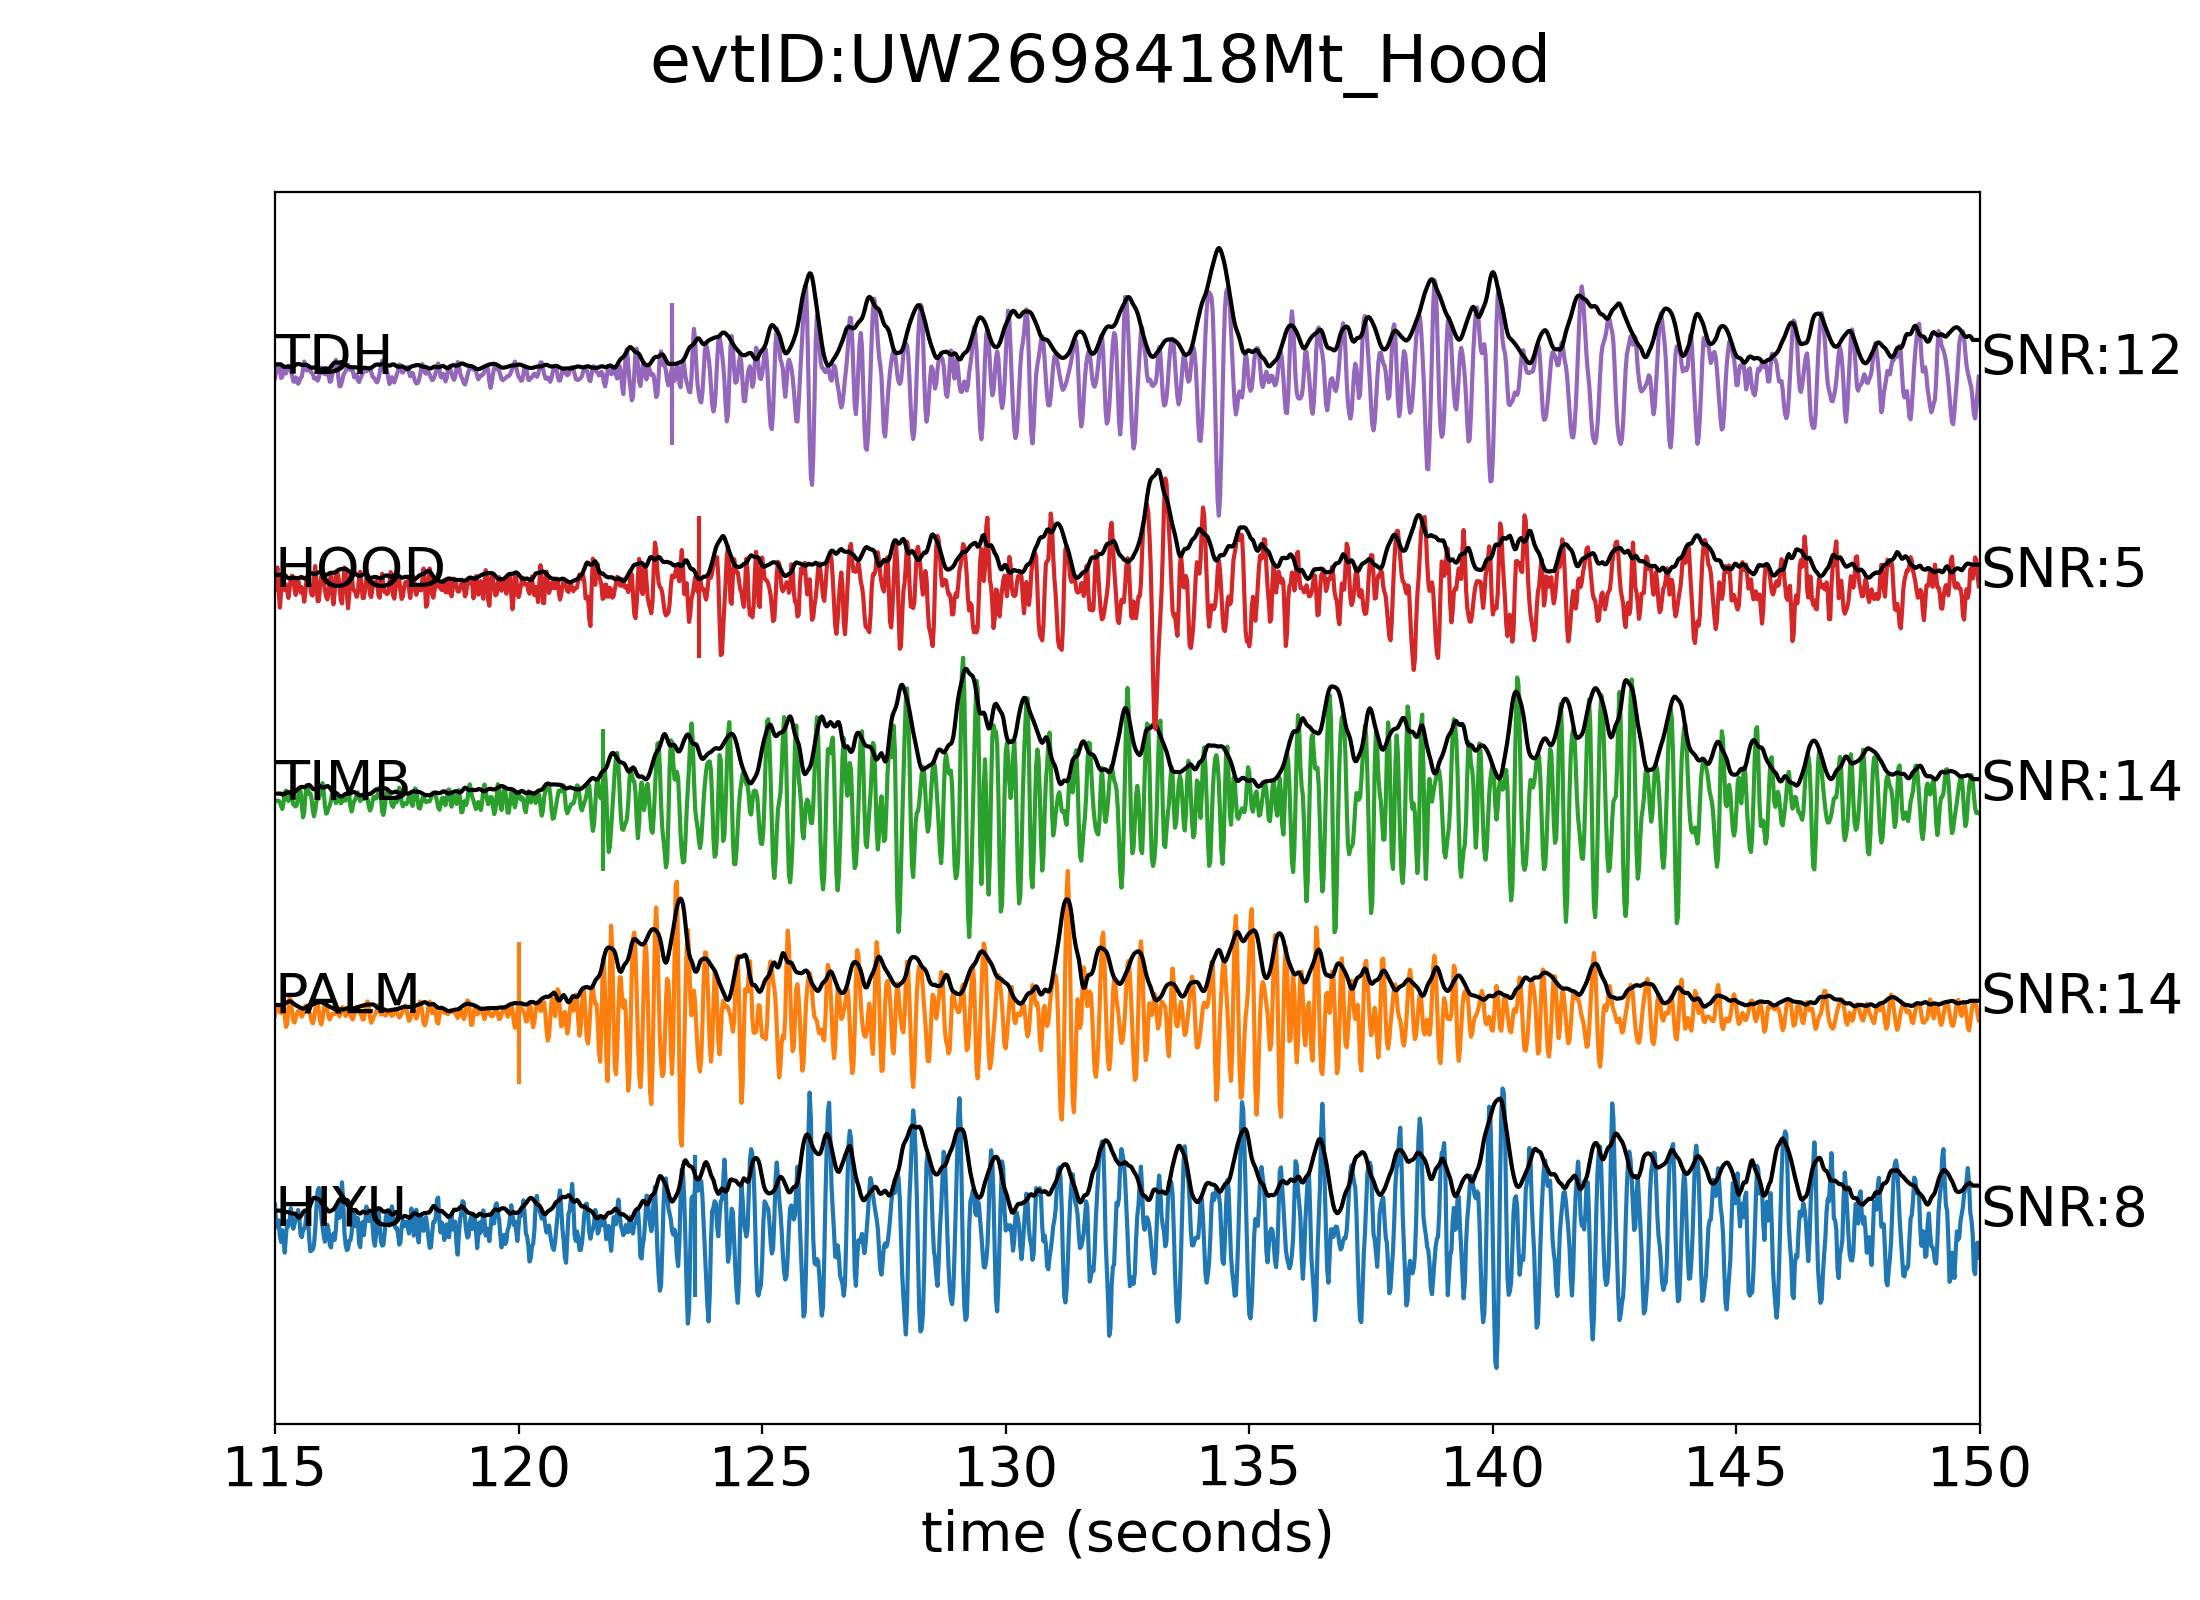 evtID:UW2698418Mt_Hood
TDH SNR:12
HOOD SNR:5
TIMB SNR:14
PALM SNR:14
HIYU SNR:8
115 120 125 130 135 140 145 150
time (seconds)